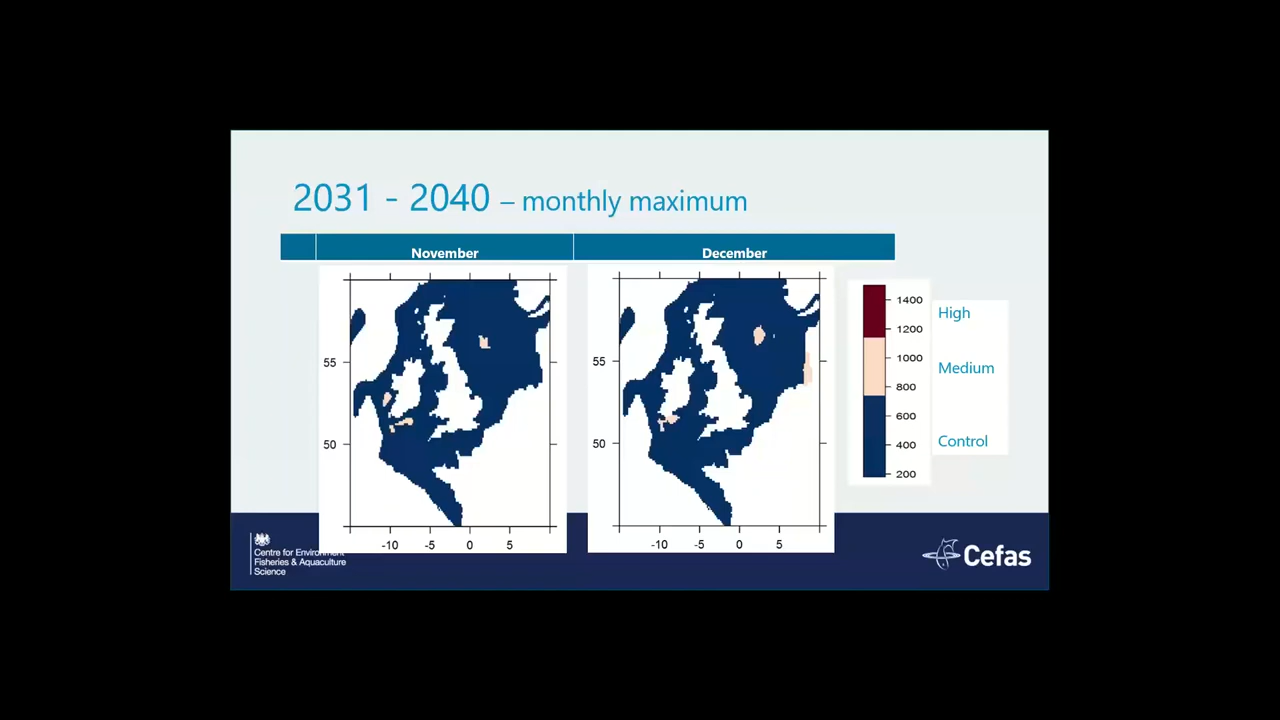 2031 - 2040 – monthly maximum
November
December
55
50
-10 -5 0 5
55
50
-10 -5 0 5
1400
1200
1000
800
600
400
200
High
Medium
Control
Centre for Environment
Fisheries & Aquaculture
Science
Cefas